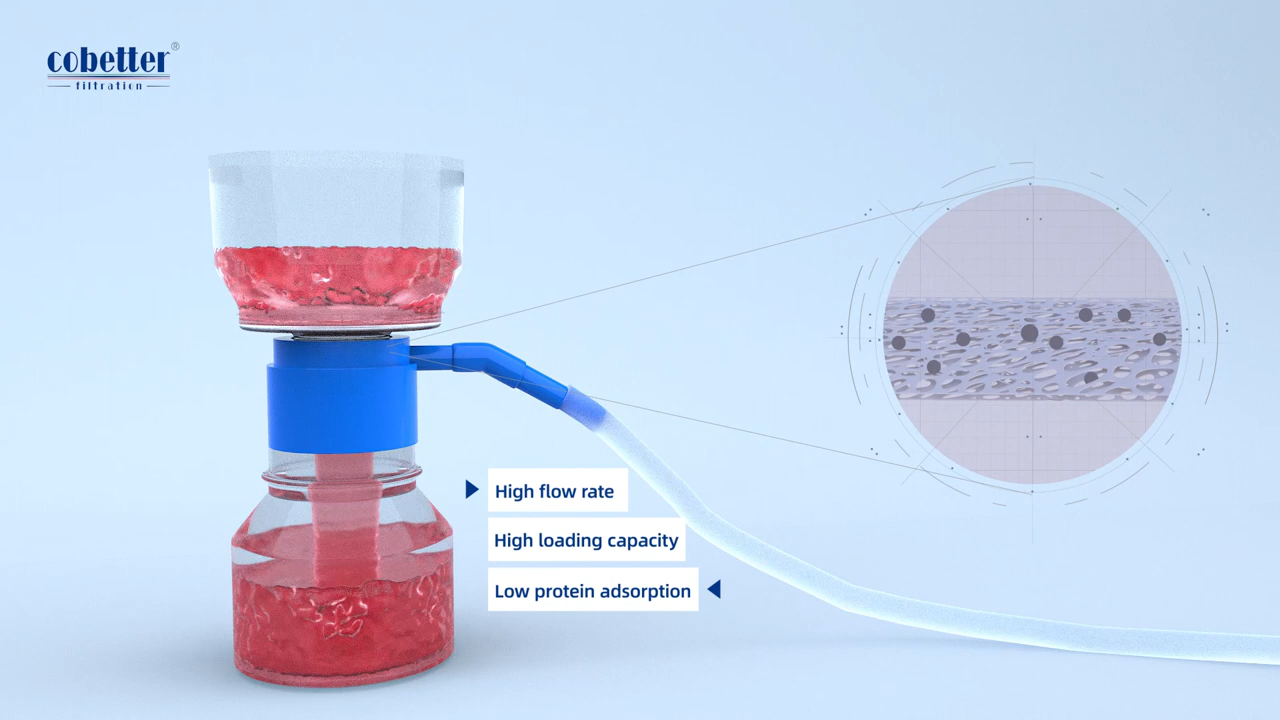 cobetter®
filtration
High flow rate
High loading capacity
Low protein adsorption